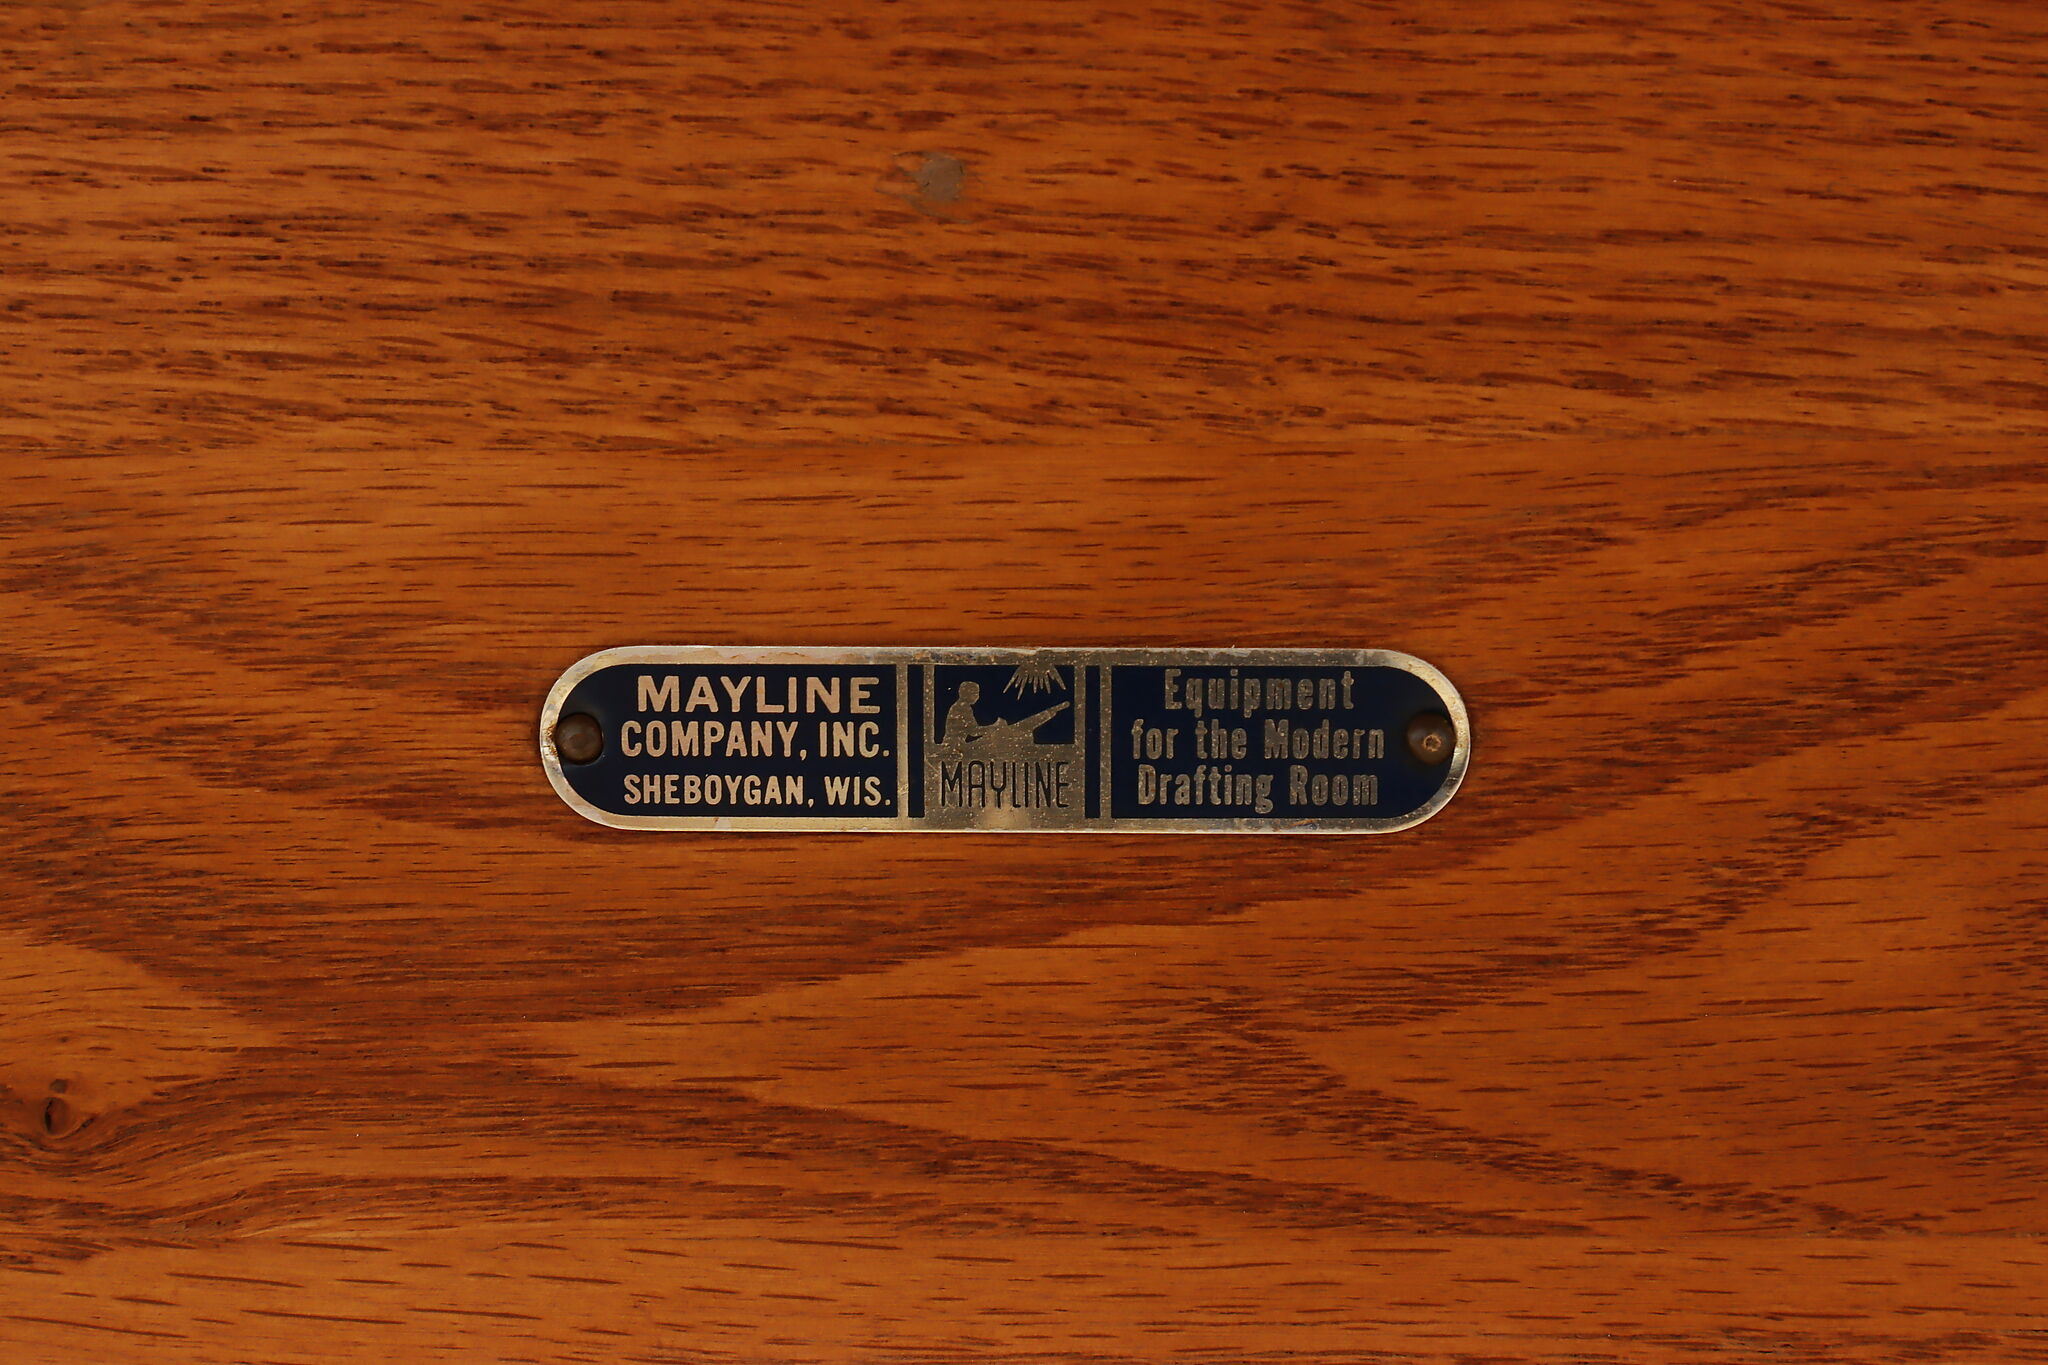 MAYLINE
COMPANY, INC.
SHEBOYGAN, WIS.
MAYLINE
Equipment
for the Modern
Drafting Room